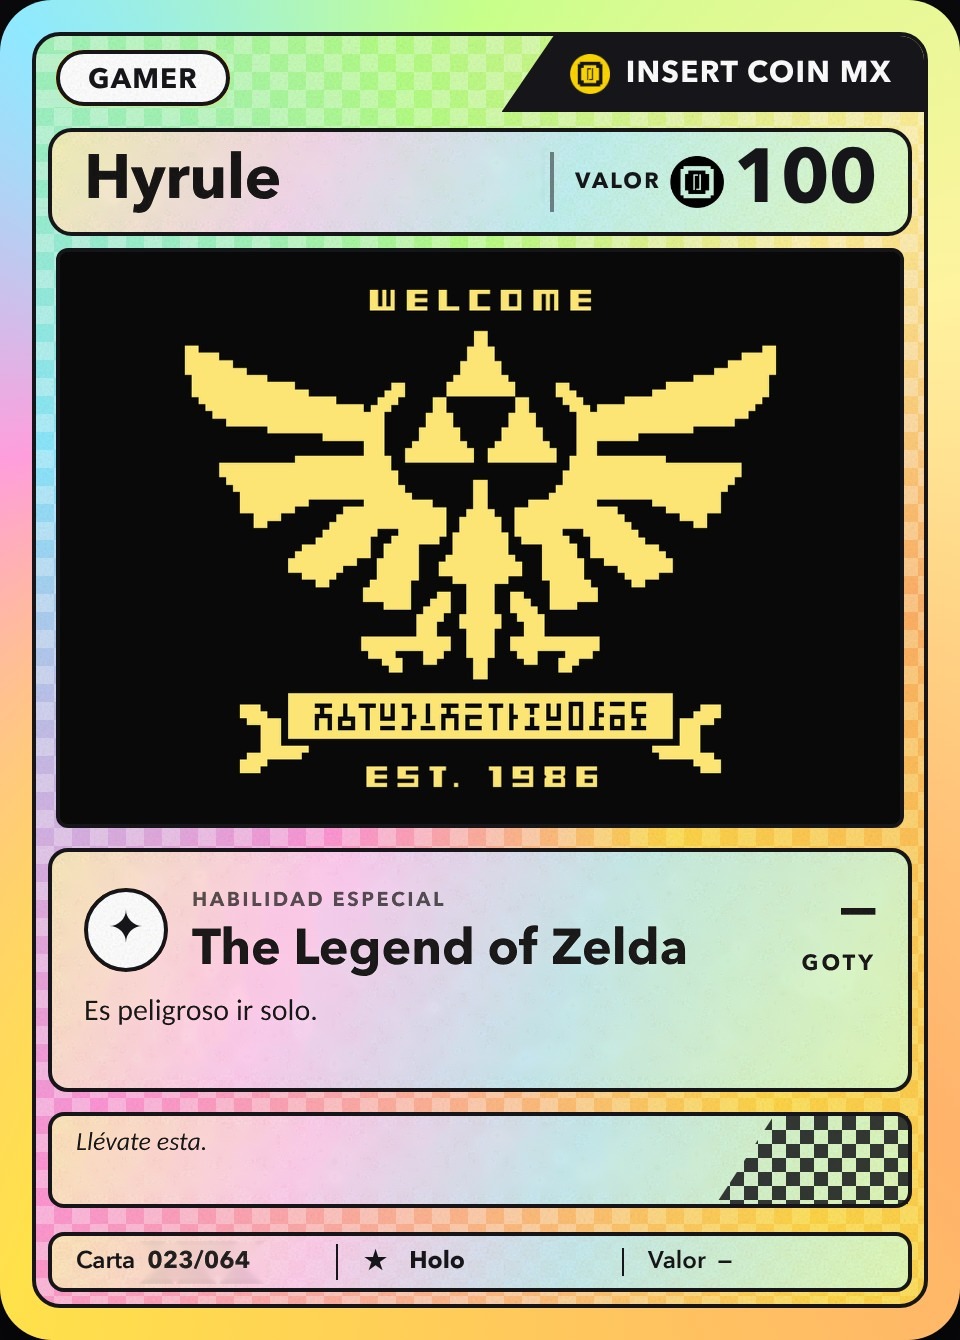 GAMER
INSERT COIN MX
Hyrule
VALOR 100
WELCOME
EST. 1986
HABILIDAD ESPECIAL
The Legend of Zelda
—
GOTY
Es peligroso ir solo.
Llévate esta.
Carta 023/064
★ Holo
Valor –